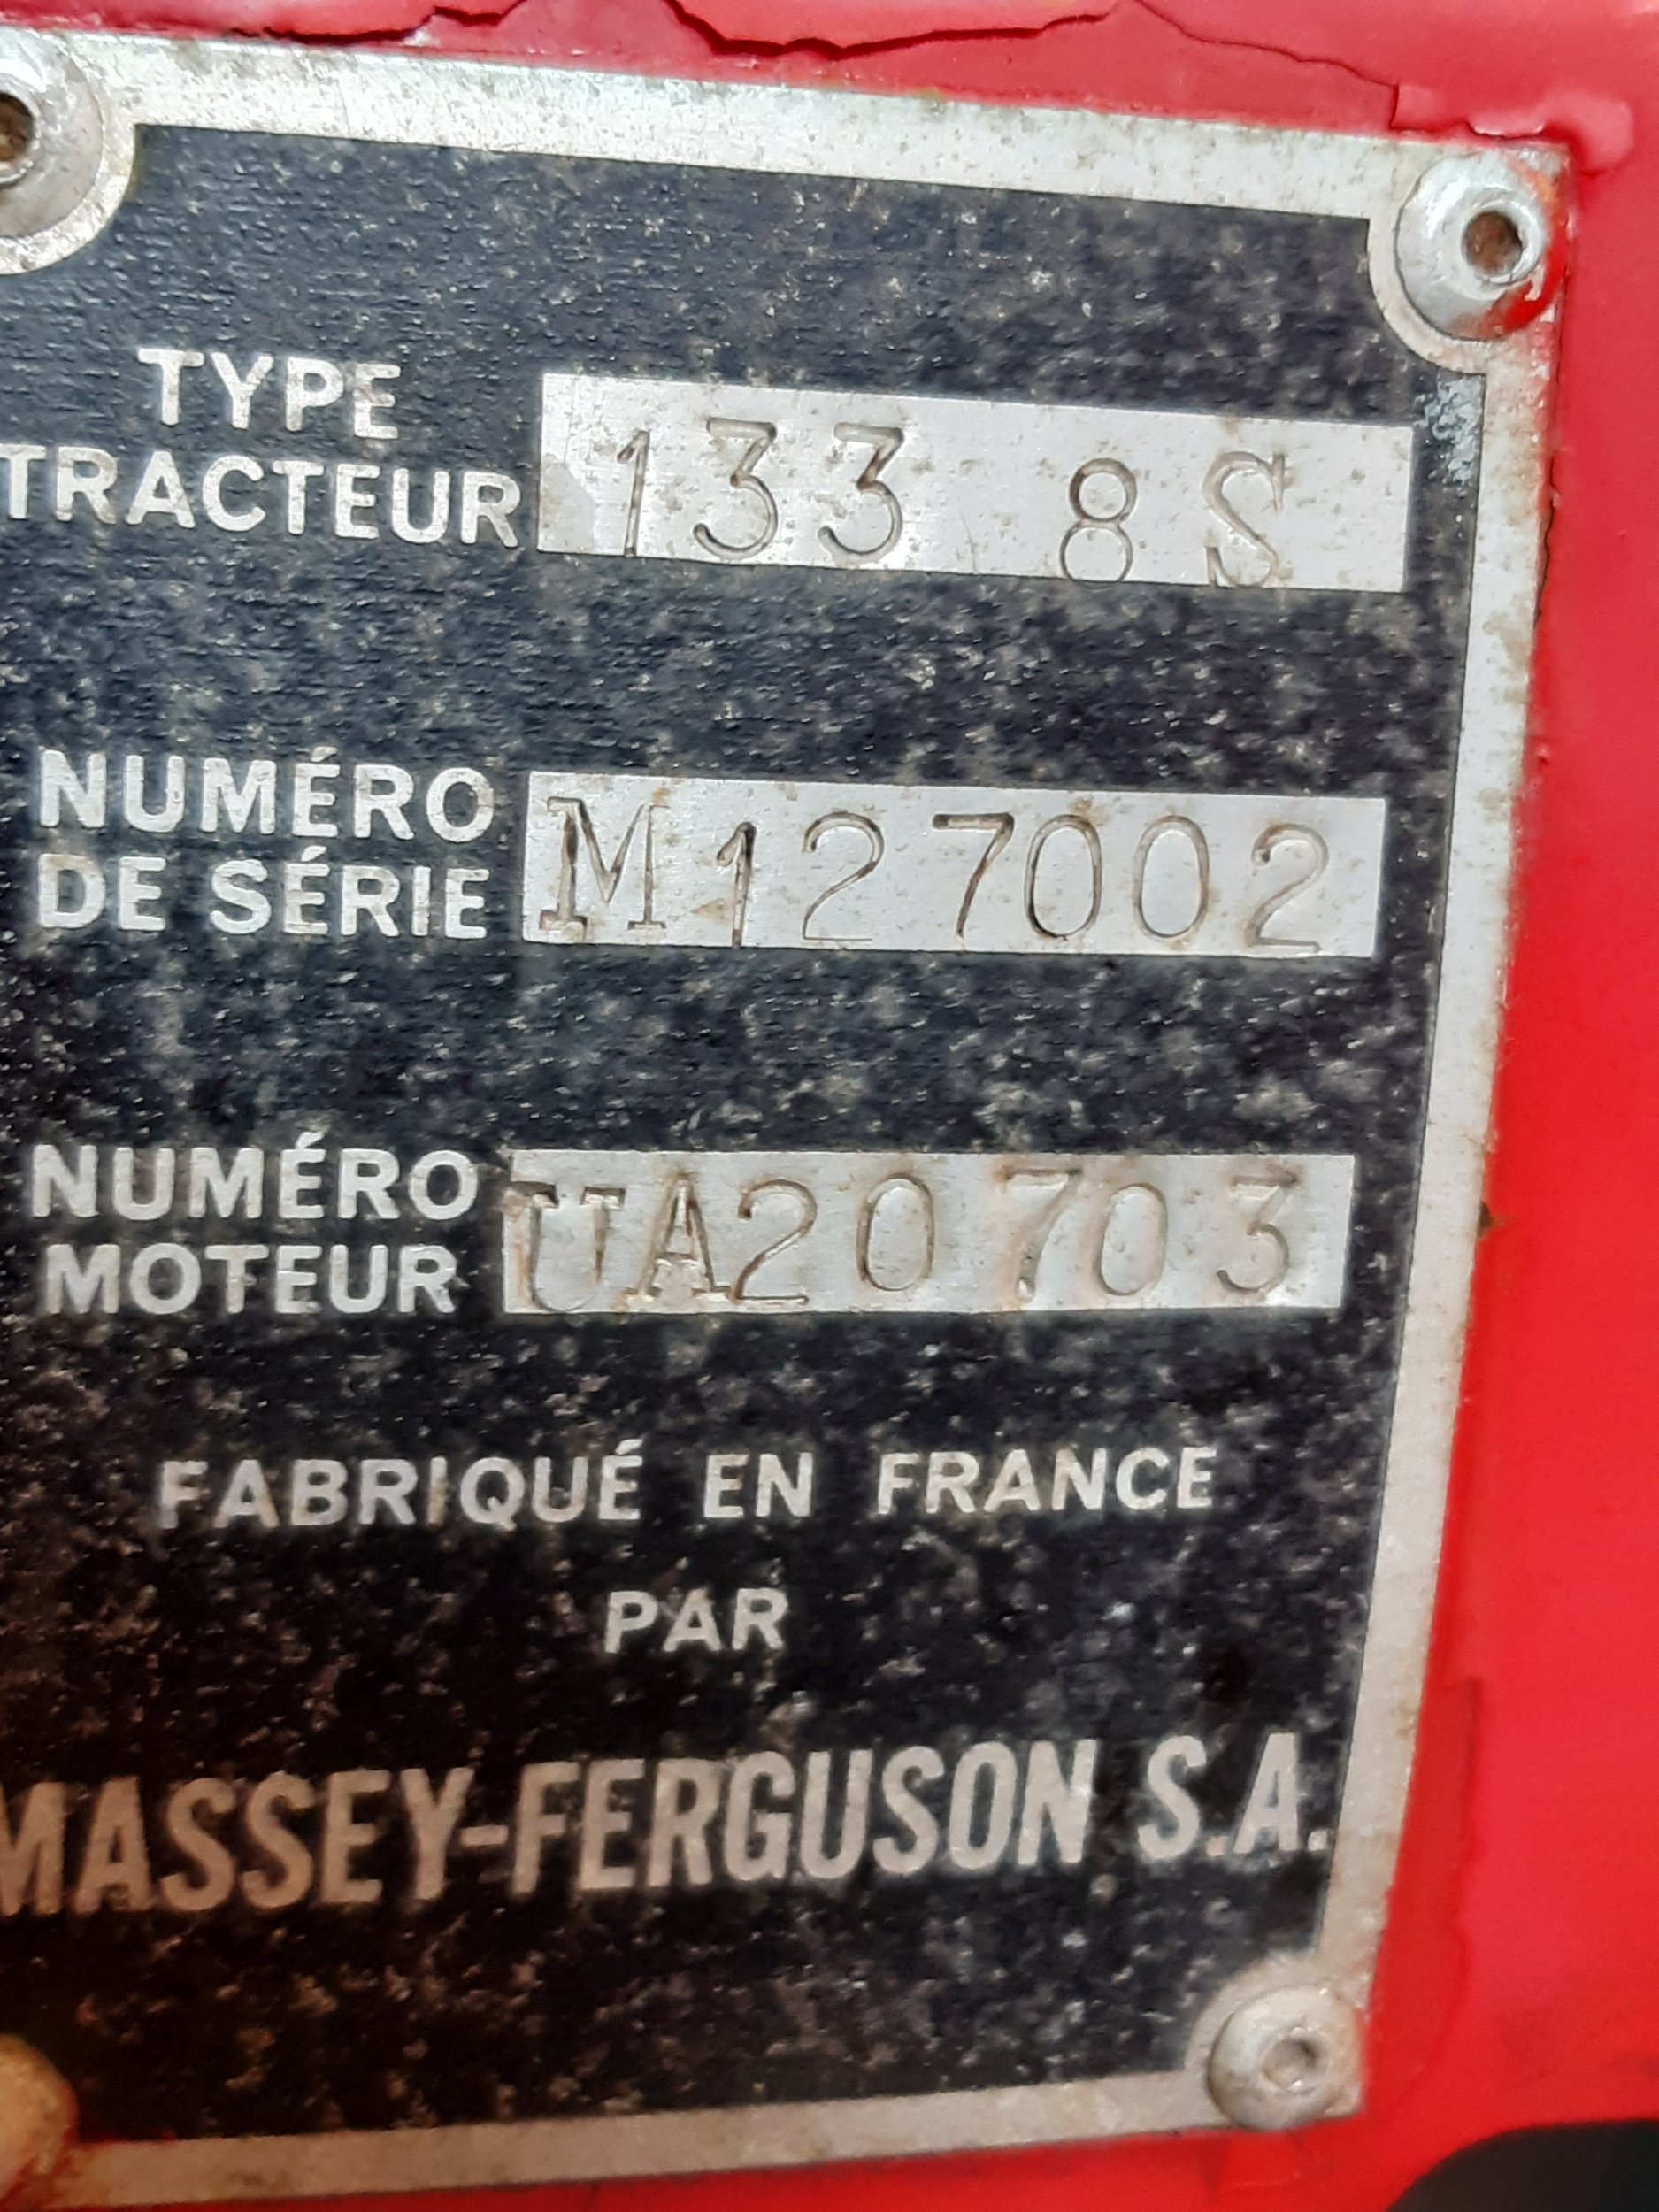 TYPE
TRACTEUR 133 8S
NUMÉRO
DE SÉRIE M127002
NUMÉRO
MOTEUR UA20703
FABRIQUÉ EN FRANCE
PAR
MASSEY-FERGUSON S.A.